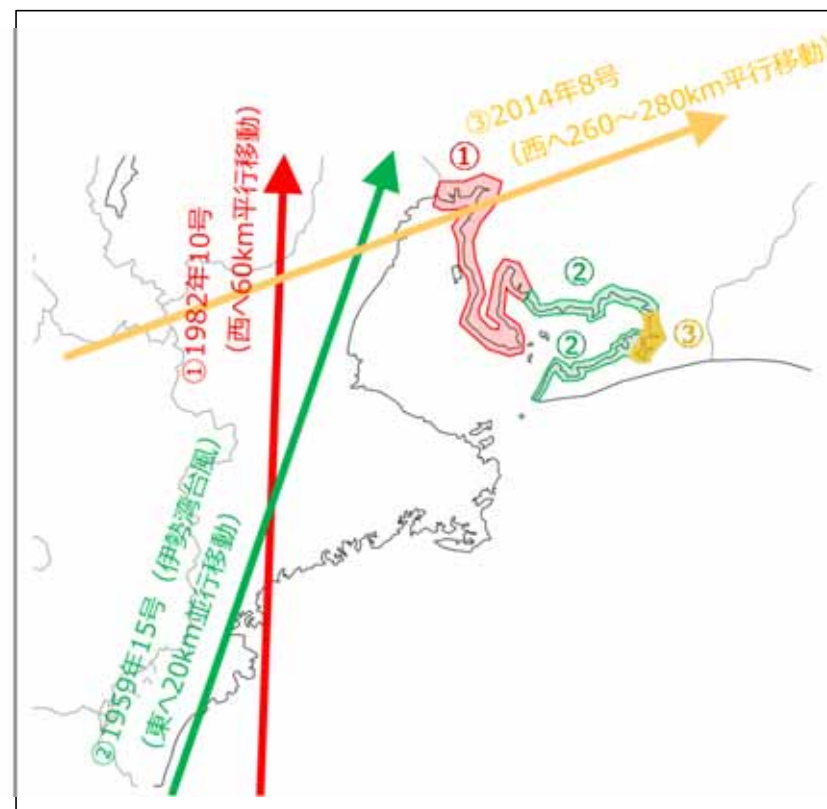 ③2014年8号
（西へ260～280km平行移動）
①
①1982年10号
（西へ60km平行移動）
②
②
③
②1959年15号（伊勢湾台風）
（東へ20km並行移動）